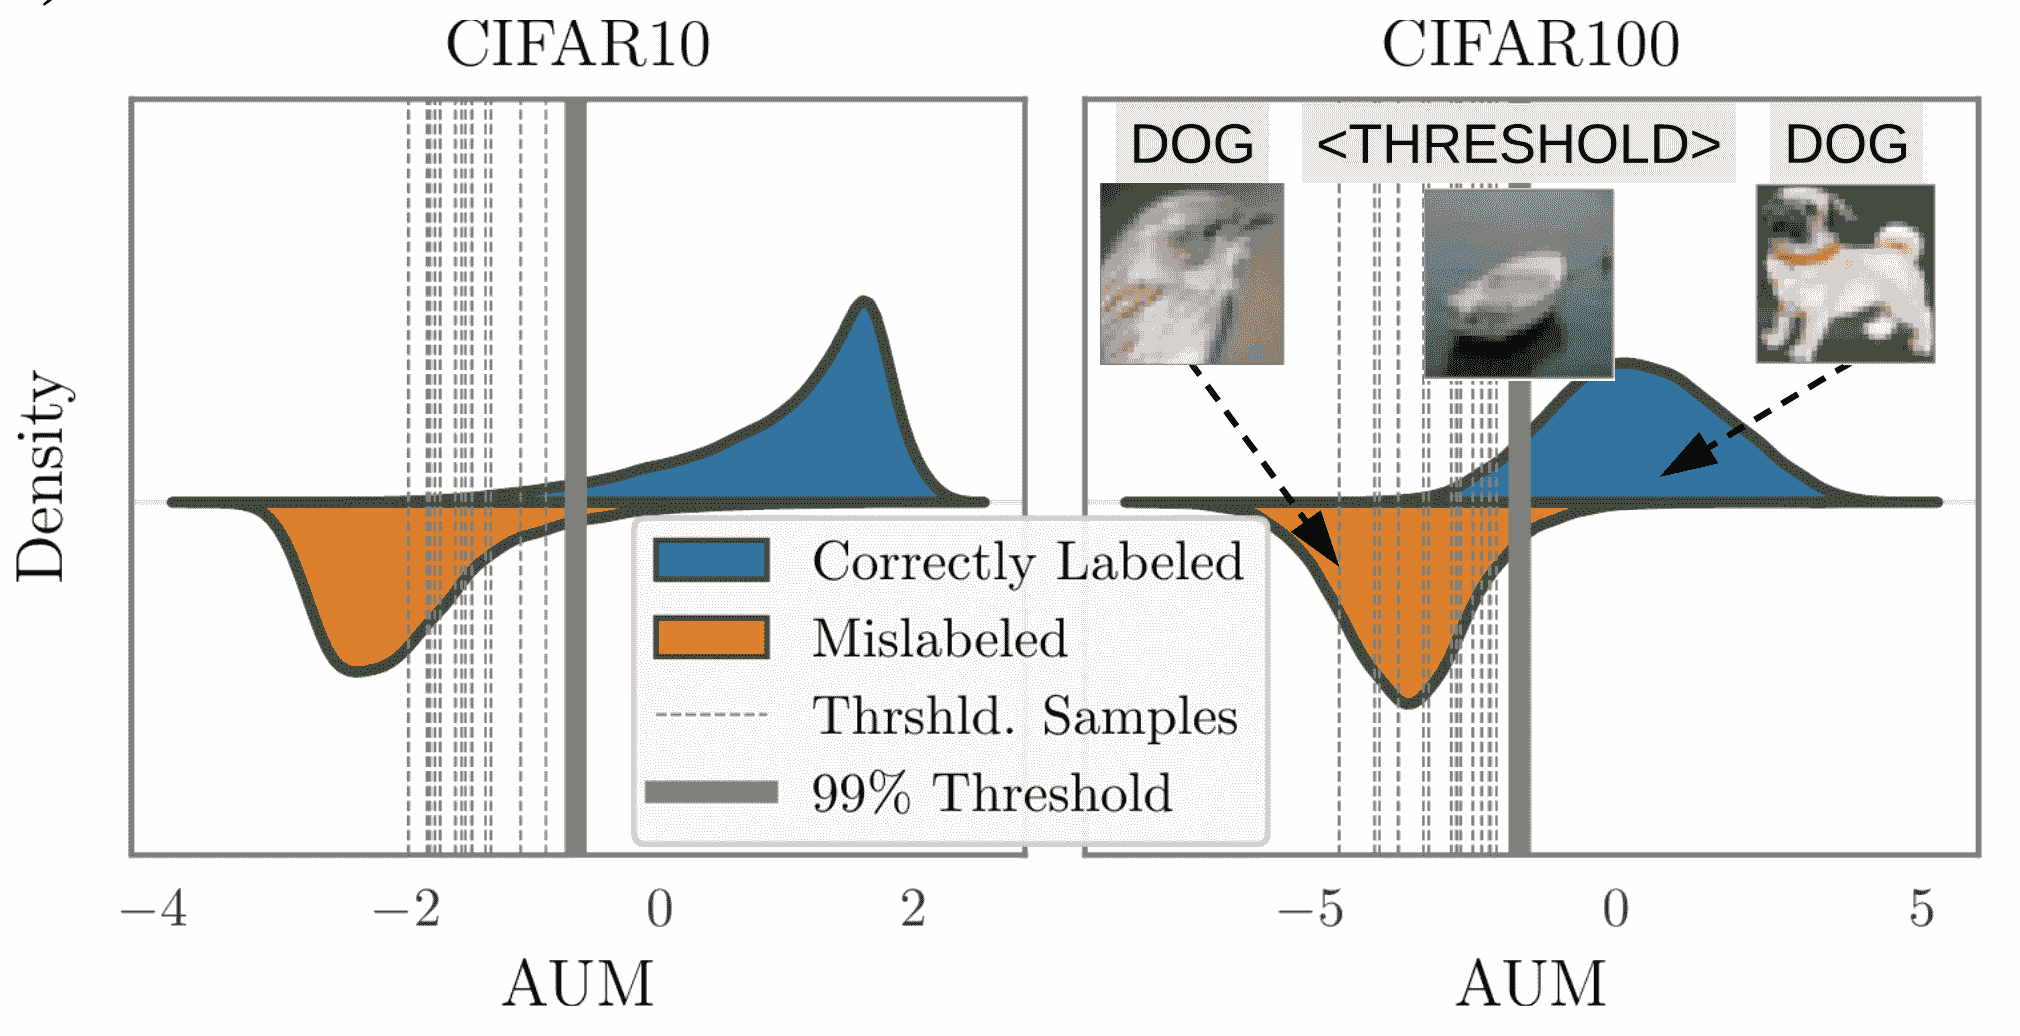 CIFAR10
CIFAR100
DOG
<THRESHOLD>
DOG
Density
Correctly Labeled
Mislabeled
Thrshld. Samples
99% Threshold
−4 −2 0 2
−5 0 5
AUM
AUM